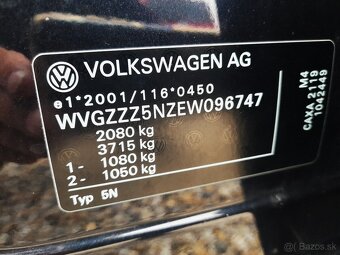 VOLKSWAGEN AG
e1*2001/116*0450
WVGZZZ5NZEW096747
2080 kg
3715 kg
1- 1080 kg
2- 1050 kg
Typ 5N
M4
CAXA 2119
1042449
© Bazos.sk